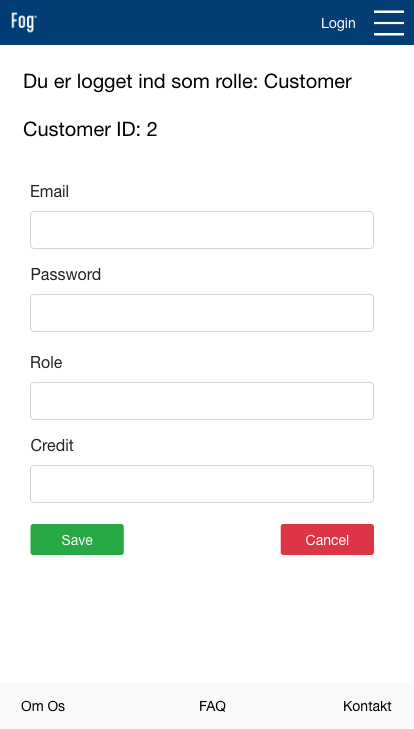 Fog
Login
Du er logget ind som rolle: Customer
Customer ID: 2
Email
Password
Role
Credit
Save
Cancel
Om Os
FAQ
Kontakt